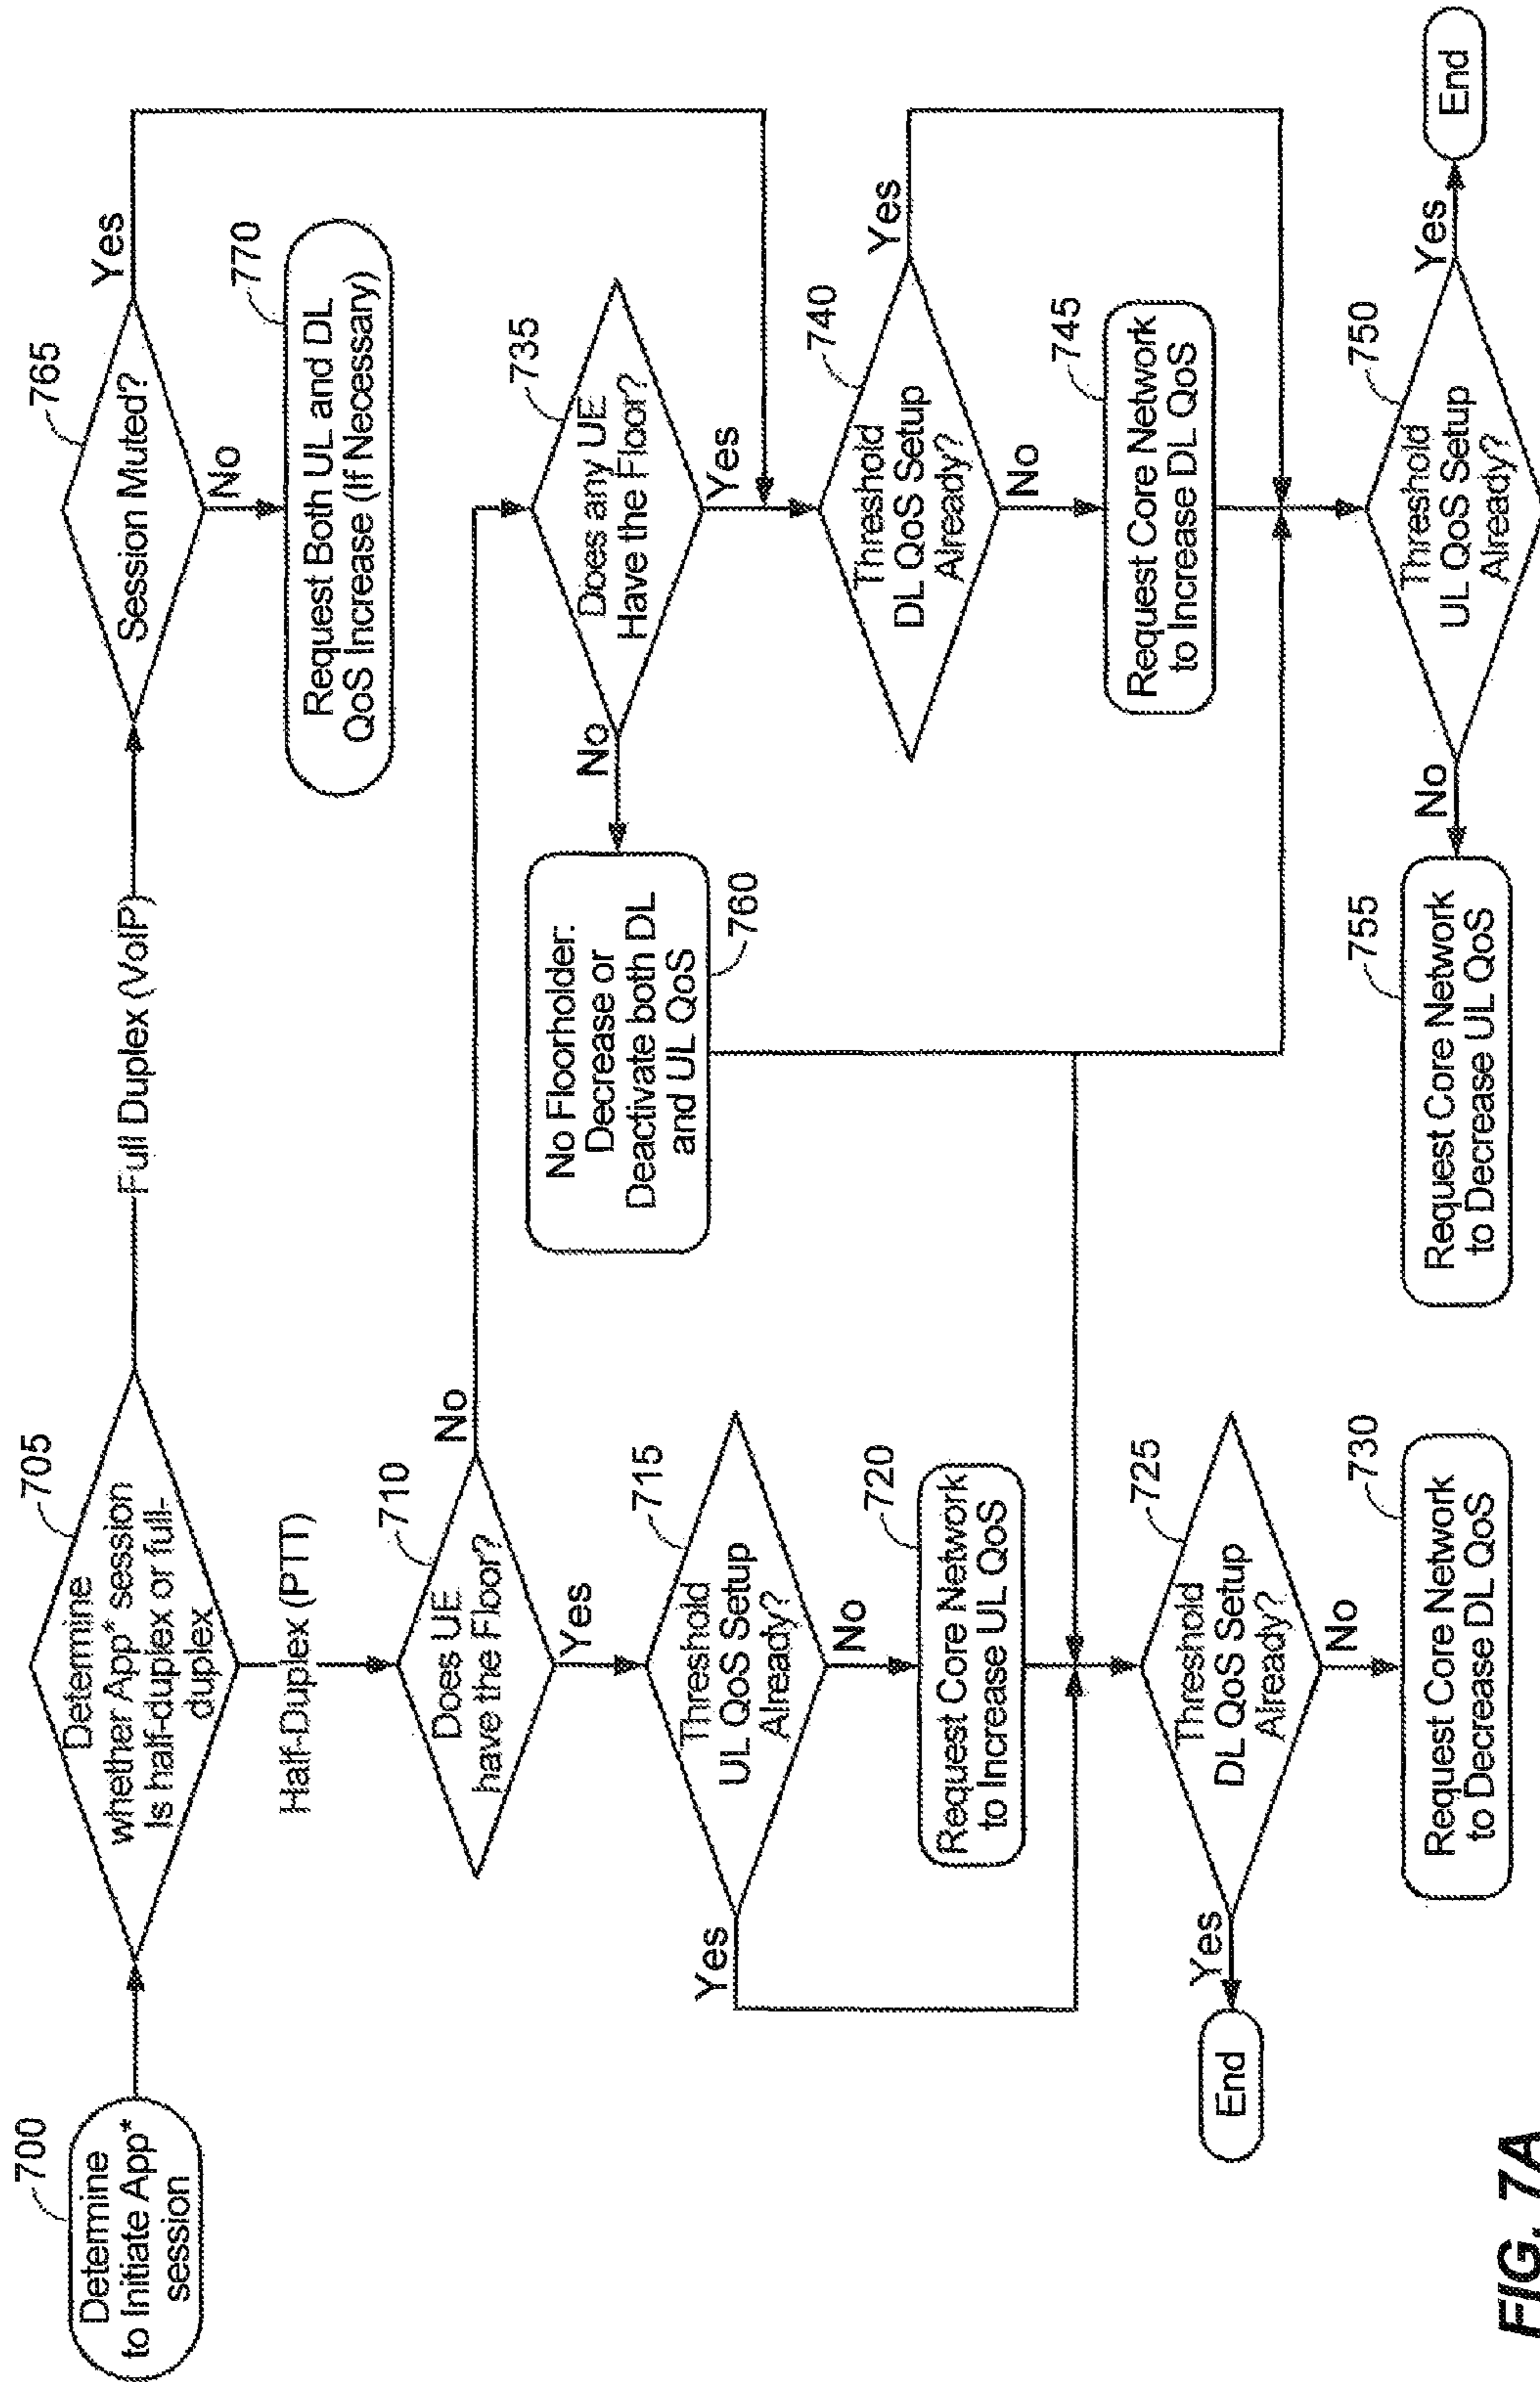 700
Determine
to Initiate App*
session
705
Determine
whether App* session
Is half-duplex or full-
duplex
Full Duplex (VoIP)
765
Session Muted?
Yes
No
770
Request Both UL and DL
QoS Increase (If Necessary)
Half-Duplex (PTT)
710
Does UE
have the Floor?
No
Yes
735
Does any UE
Have the Floor?
No
Yes
No Floorholder:
Decrease or
Deactivate both DL
and UL QoS
760
715
Threshold
UL QoS Setup
Already?
Yes
No
740
Threshold
DL QoS Setup
Already?
Yes
No
720
Request Core Network
to Increase UL QoS
745
Request Core Network
to Increase DL QoS
725
Threshold
DL QoS Setup
Already?
Yes
End
No
730
Request Core Network
to Decrease DL QoS
750
Threshold
UL QoS Setup
Already?
Yes
End
No
755
Request Core Network
to Decrease UL QoS
FIG. 7A